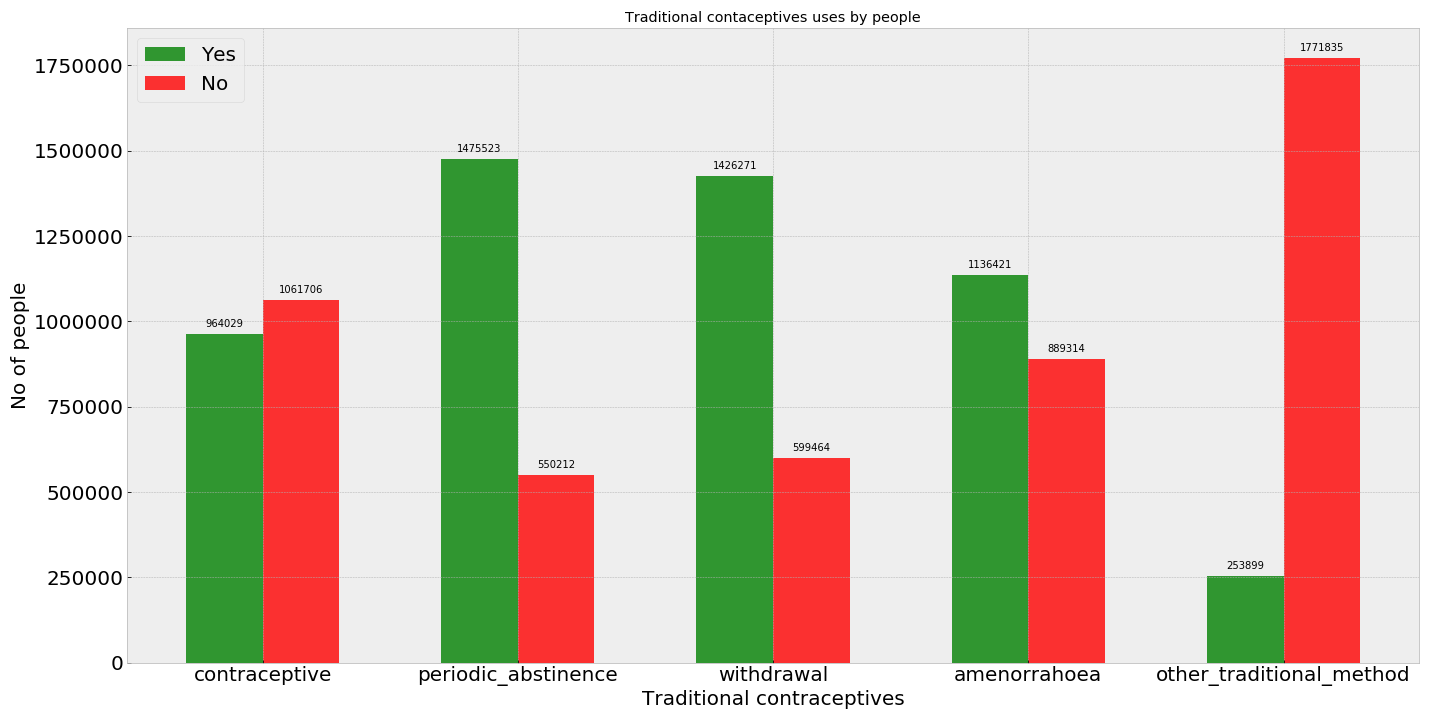 Traditional contaceptives uses by people
Yes
No
No of people
1750000
1500000
1250000
1000000
750000
500000
250000
0
964029
1061706
1475523
550212
1426271
599464
1136421
889314
253899
1771835
contraceptive
periodic_abstinence
withdrawal
amenorrahoea
other_traditional_method
Traditional contraceptives